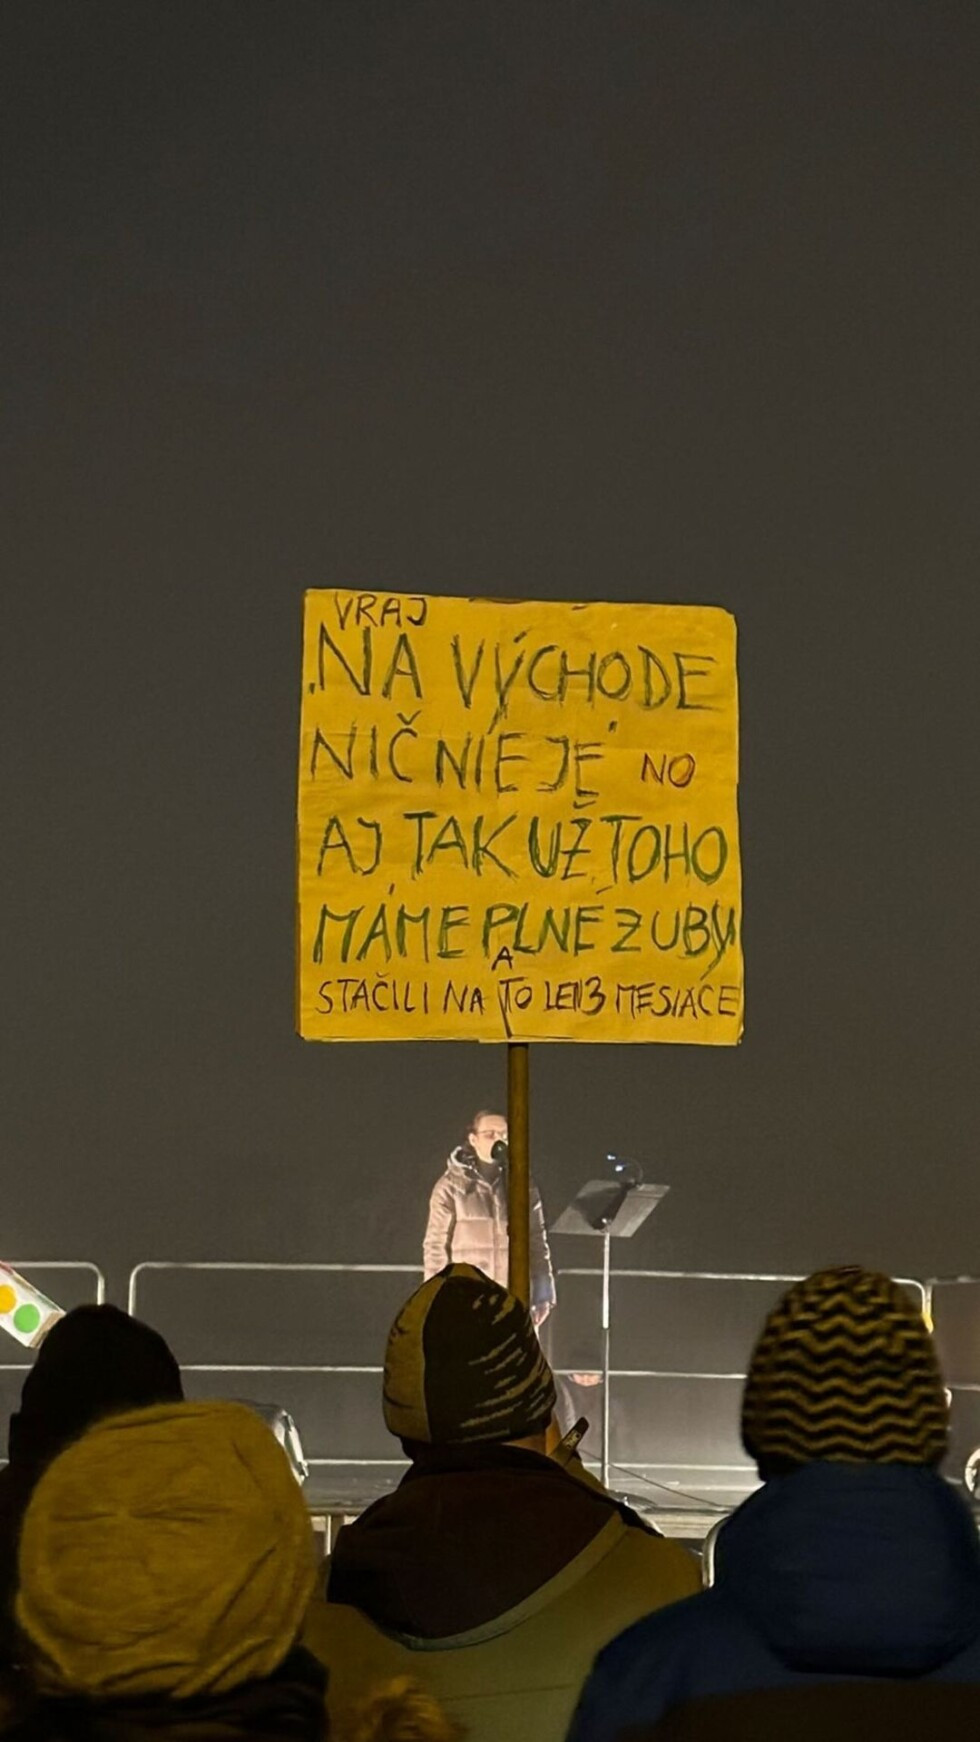 VRAJ
NA VÝCHODE
NIČ NIE JE NO
AJ TAK UŽ TOHO
MÁME PLNÉ ZUBY
A
STAČILI NA TO LEN 3 MESIACE